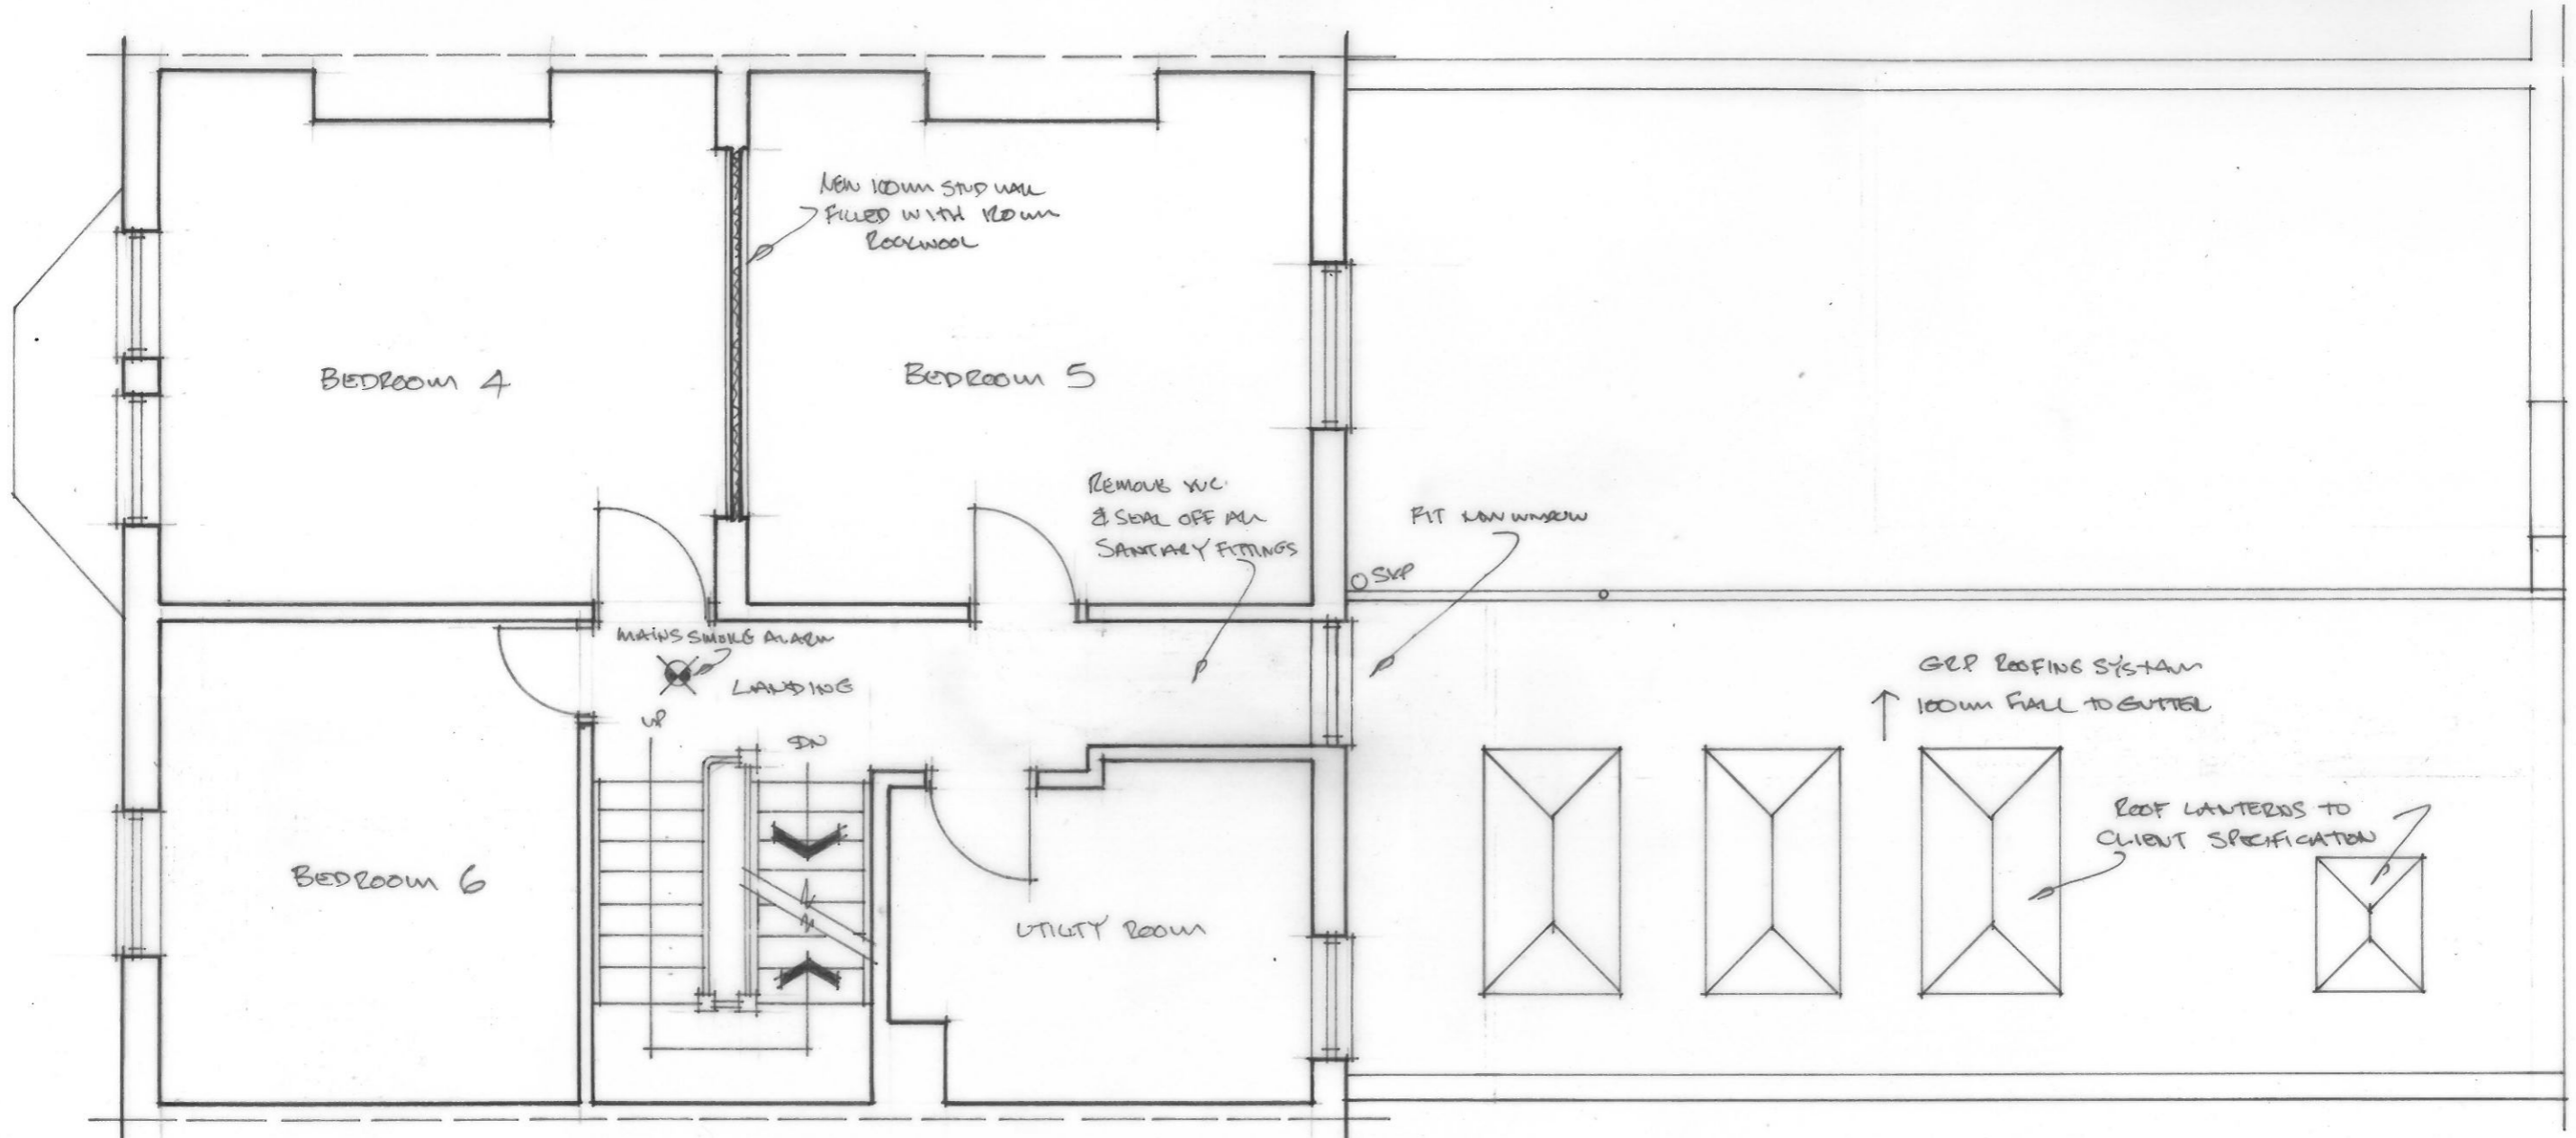 NEW 100mm STUD WALL
FILLED WITH 100mm
ROCKWOOL
BEDROOM 4
BEDROOM 5
REMOVE W.C.
& SEAL OFF ALL
SANITARY FITTINGS
FIT NEW WINDOW
SVP
MAINS SMOKE ALARM
LANDING
UP
DN
GRP ROOFING SYSTEM
100mm FALL TO GUTTER
ROOF LANTERNS TO
CLIENT SPECIFICATION
BEDROOM 6
UTILITY ROOM